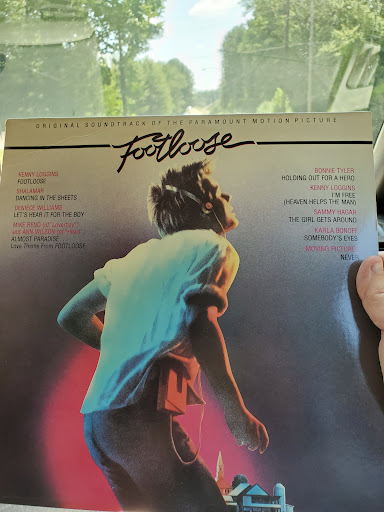 ORIGINAL SOUNDTRACK OF THE PARAMOUNT MOTION PICTURE
Footloose
KENNY LOGGINS
FOOTLOOSE
SHALAMAR
DANCING IN THE SHEETS
DENIECE WILLIAMS
LET'S HEAR IT FOR THE BOY
MIKE RENO (of "Loverboy")
and ANN WILSON (of "Heart")
ALMOST PARADISE
Love Theme From FOOTLOOSE
BONNIE TYLER
HOLDING OUT FOR A HERO
KENNY LOGGINS
I'M FREE
(HEAVEN HELPS THE MAN)
SAMMY HAGAR
THE GIRL GETS AROUND
KARLA BONOFF
SOMEBODY'S EYES
MOVING PICTURES
NEVER